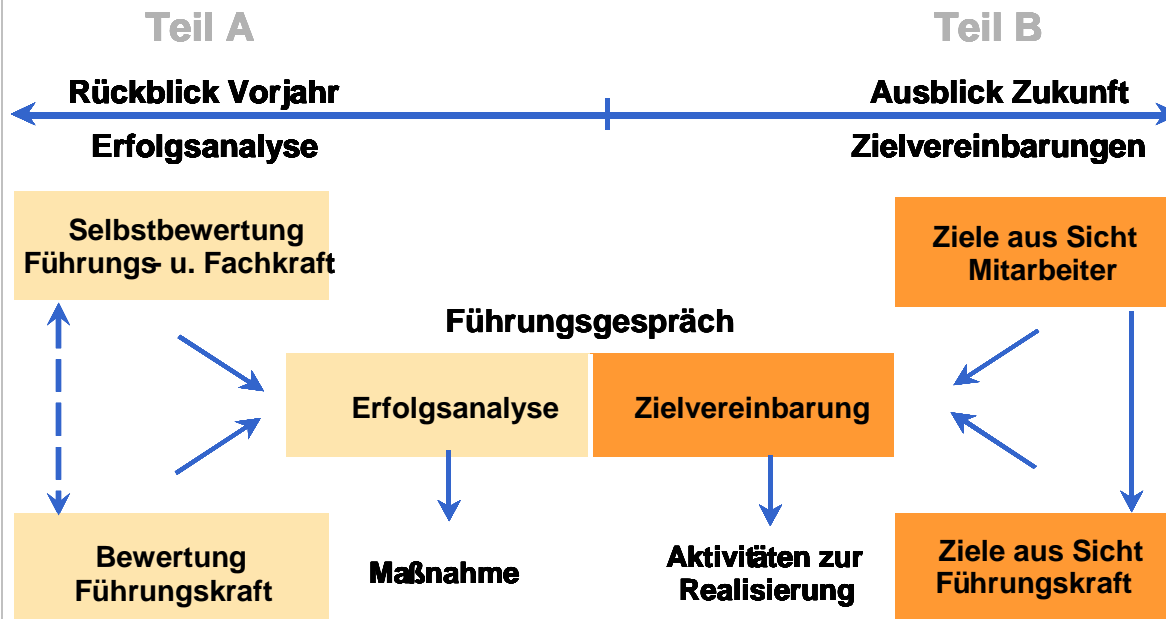 Teil A
Teil B
Rückblick Vorjahr
Ausblick Zukunft
Erfolgsanalyse
Zielvereinbarungen
Selbstbewertung
Führungs- u. Fachkraft
Ziele aus Sicht
Mitarbeiter
Führungsgespräch
Erfolgsanalyse
Zielvereinbarung
Bewertung
Führungskraft
Maßnahme
Aktivitäten zur
Realisierung
Ziele aus Sicht
Führungskraft